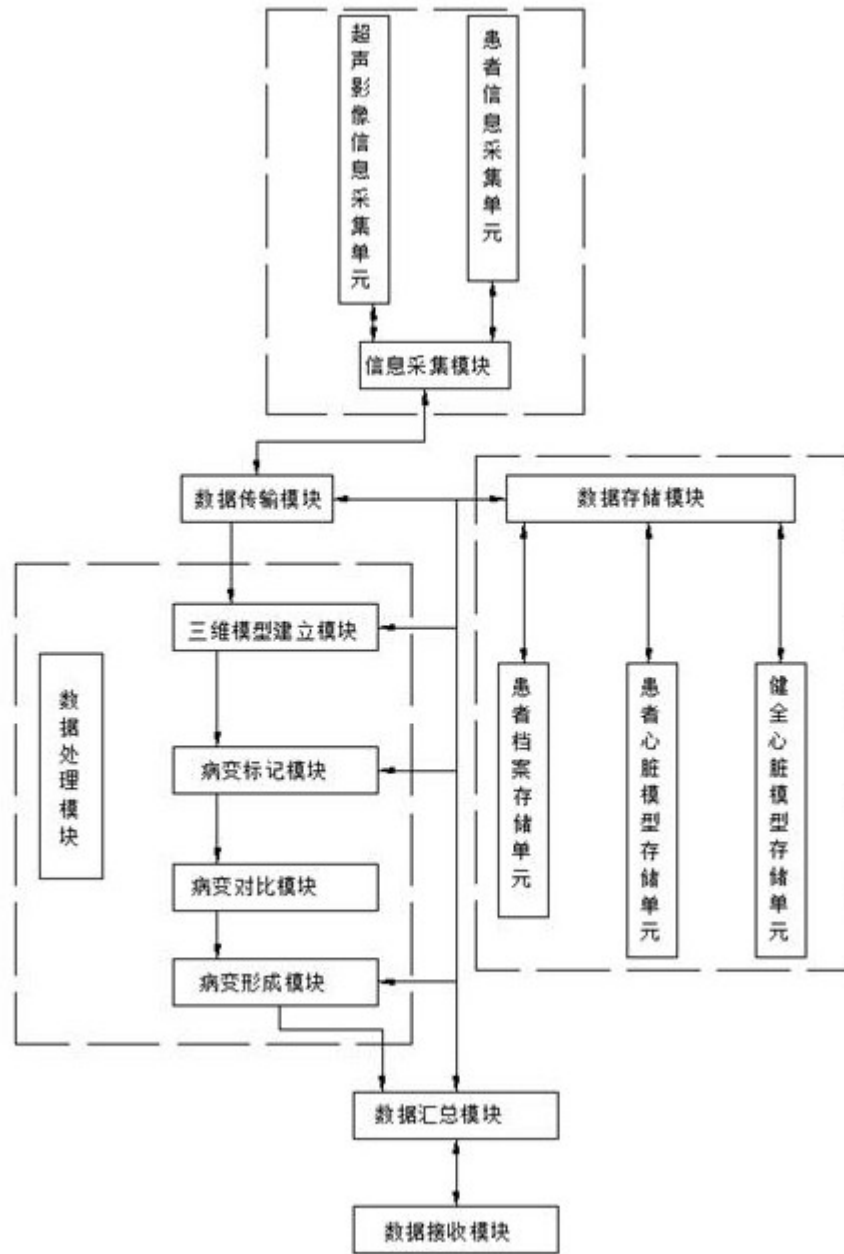 超声影像信息采集单元
患者信息采集单元
信息采集模块
数据传输模块
数据存储模块
三维模型建立模块
数据处理模块
病变标记模块
病变对比模块
病变形成模块
患者档案存储单元
患者心脏模型存储单元
健全心脏模型存储单元
数据汇总模块
数据接收模块